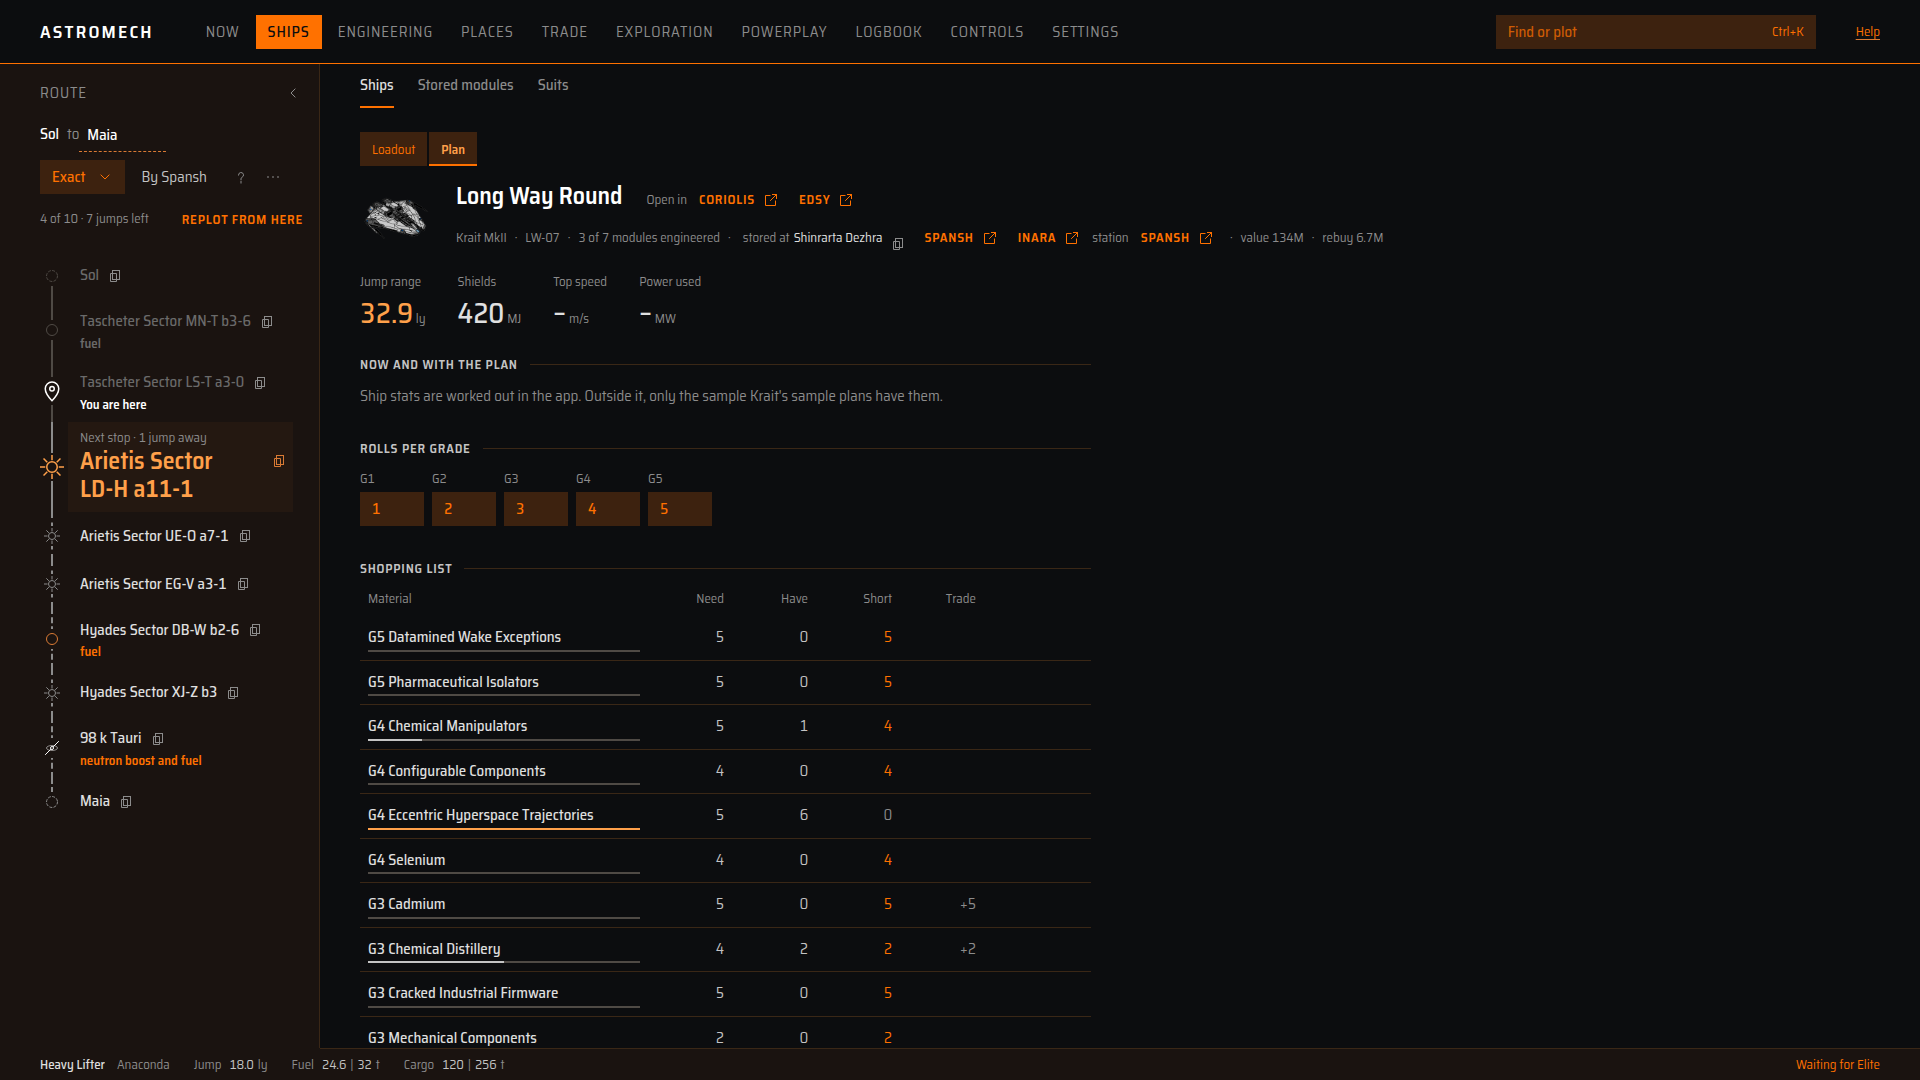 ASTROMECH
NOW SHIPS ENGINEERING PLACES TRADE EXPLORATION POWERPLAY LOGBOOK CONTROLS SETTINGS
Find or plot Ctrl+K Help
ROUTE
Sol to Maia
Exact By Spansh ? ...
4 of 10 · 7 jumps left REPLOT FROM HERE
Sol
Tascheter Sector MN-T b3-6
fuel
Tascheter Sector LS-T a3-0
You are here
Next stop · 1 jump away
Arietis Sector
LD-H a11-1
Arietis Sector UE-O a7-1
Arietis Sector EG-V a3-1
Hyades Sector DB-W b2-6
fuel
Hyades Sector XJ-Z b3
98 k Tauri
neutron boost and fuel
Maia
Ships Stored modules Suits
Loadout Plan
Long Way Round Open in CORIOLIS EDSY
Krait MkII · LW-07 · 3 of 7 modules engineered · stored at Shinrarta Dezhra SPANSH INARA station SPANSH · value 134M · rebuy 6.7M
Jump range Shields Top speed Power used
32.9 ly 420 MJ – m/s – MW
NOW AND WITH THE PLAN
Ship stats are worked out in the app. Outside it, only the sample Krait's sample plans have them.
ROLLS PER GRADE
G1 G2 G3 G4 G5
1 2 3 4 5
SHOPPING LIST
Material Need Have Short Trade
G5 Datamined Wake Exceptions 5 0 5
G5 Pharmaceutical Isolators 5 0 5
G4 Chemical Manipulators 5 1 4
G4 Configurable Components 4 0 4
G4 Eccentric Hyperspace Trajectories 5 6 0
G4 Selenium 4 0 4
G3 Cadmium 5 0 5 +5
G3 Chemical Distillery 4 2 2 +2
G3 Cracked Industrial Firmware 5 0 5
G3 Mechanical Components 2 0 2
Heavy Lifter Anaconda Jump 18.0 ly Fuel 24.6 | 32 t Cargo 120 | 256 t
Waiting for Elite